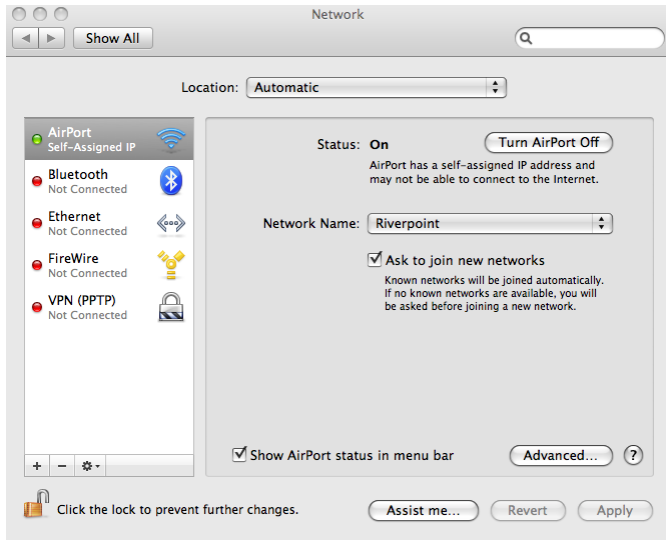 Network
Show All
Location: Automatic
AirPort
Self-Assigned IP
Bluetooth
Not Connected
Ethernet
Not Connected
FireWire
Not Connected
VPN (PPTP)
Not Connected
Status: On
Turn AirPort Off
AirPort has a self-assigned IP address and
may not be able to connect to the Internet.
Network Name: Riverpoint
Ask to join new networks
Known networks will be joined automatically.
If no known networks are available, you will
be asked before joining a new network.
Show AirPort status in menu bar
Advanced...
?
Click the lock to prevent further changes.
Assist me...
Revert
Apply